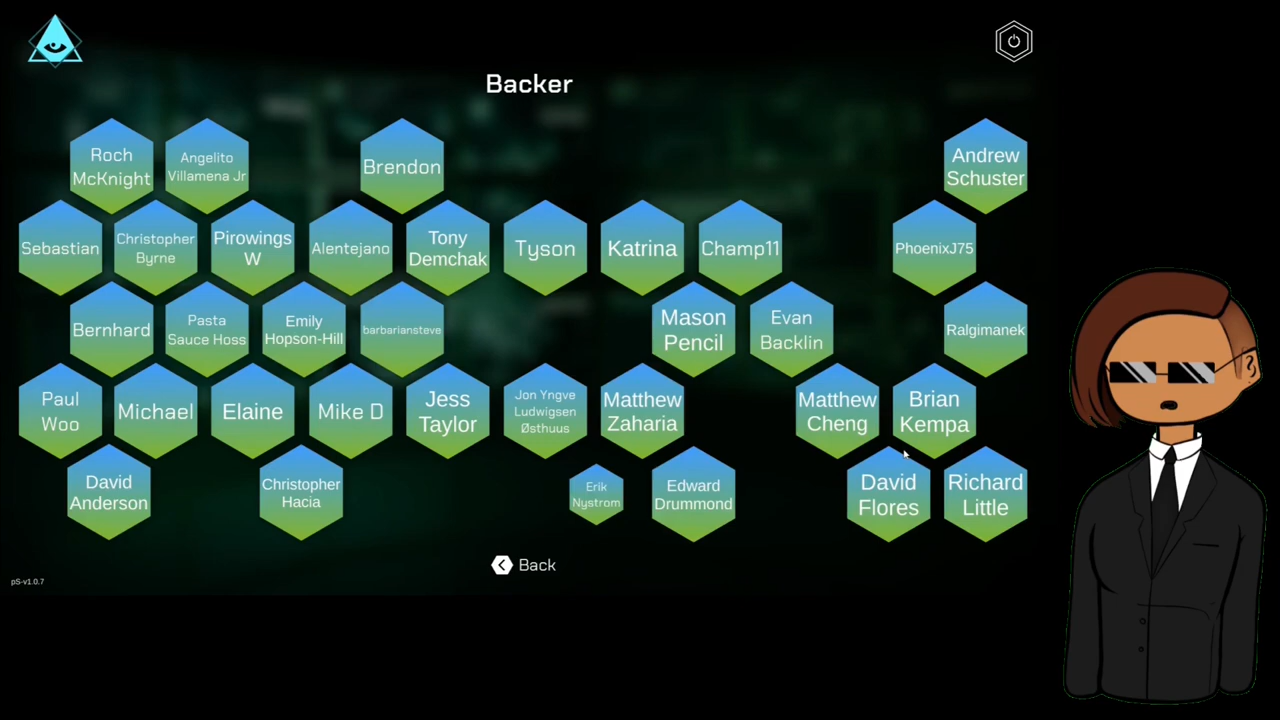 Backer
Roch
McKnight
Angelito
Villamena Jr
Brendon
Andrew
Schuster
Sebastian
Christopher
Byrne
Pirowings
W
Alentejano
Tony
Demchak
Tyson
Katrina
Champ11
PhoenixJ75
Bernhard
Pasta
Sauce Hoss
Emily
Hopson-Hill
barbariansteve
Mason
Pencil
Evan
Backlin
Ralgimanek
Paul
Woo
Michael
Elaine
Mike D
Jess
Taylor
Jon Yngve
Ludwigsen
Østhuus
Matthew
Zaharia
Matthew
Cheng
Brian
Kempa
David
Anderson
Christopher
Hacia
Erik
Nystrom
Edward
Drummond
David
Flores
Richard
Little
Back
pS-v1.0.7